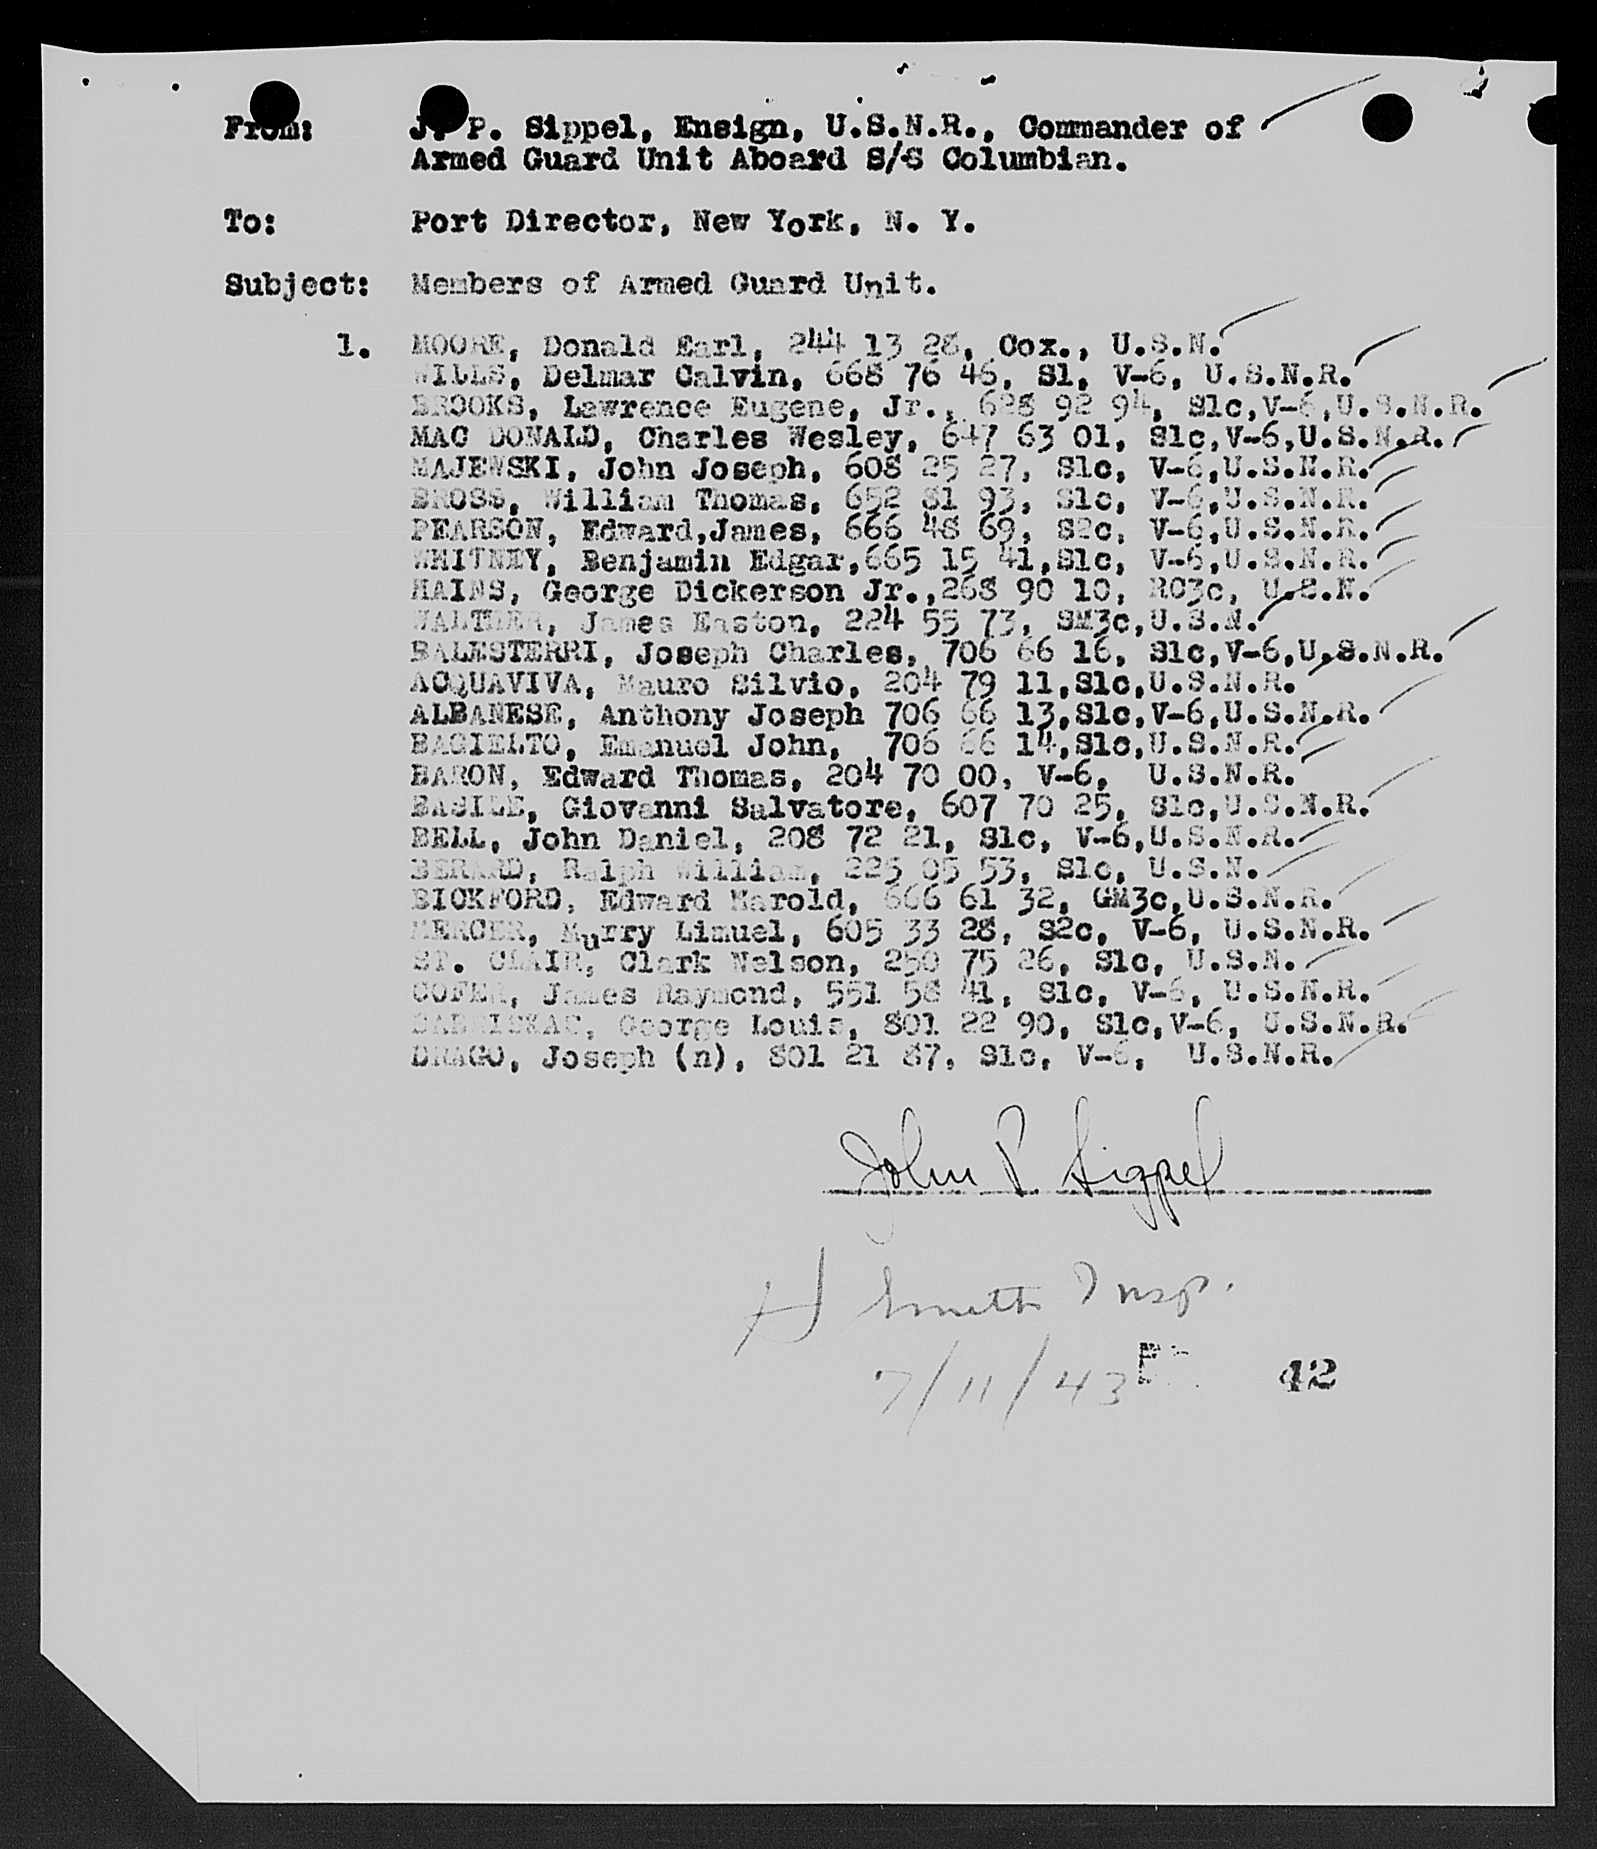 From: J. P. Sippel, Ensign, U.S.N.R., Commander of
Armed Guard Unit Aboard S/S Columbian.
To: Port Director, New York, N. Y.
Subject: Members of Armed Guard Unit.
1. MOORE, Donald Earl, 244 13 28, Cox., U.S.N.
WILLS, Delmar Calvin, 668 76 46, S1, V-6, U.S.N.R.
BROOKS, Lawrence Eugene, Jr., 628 92 94, S1c,V-6,U.S.N.R.
MAC DONALD, Charles Wesley, 647 63 01, S1c,V-6,U.S.N.R.
MAJEWSKI, John Joseph, 608 25 27, S1c, V-6,U.S.N.R.
BROSS, William Thomas, 652 81 93, S1c, V-6,U.S.N.R.
PEARSON, Edward,James, 666 48 69, S2c, V-6,U.S.N.R.
WHITNEY, Benjamin Edgar,665 15 41,S1c, V-6,U.S.N.R.
HAINS, George Dickerson Jr.,268 90 10, U.S.N.
James Easton, 224 55 73, SM3c,U.S.N.
BALESTERRI, Joseph Charles, 706 66 16, S1c,V-6,U.S.N.R.
ACQUAVIVA, Mauro Silvio, 204 79 11,S1c,U.S.N.R.
ALBANESE, Anthony Joseph 706 66 13,S1c,V-6,U.S.N.R.
BAGIELTO, Emanuel John, 706 66 14,S1c,U.S.N.R.
BARON, Edward Thomas, 204 70 00, V-6, U.S.N.R.
BASILE, Giovanni Salvatore, 607 70 25, S1c,U.S.N.R.
BELL, John Daniel, 208 72 21, S1c, V-6,U.S.N.R.
BERARD, Ralph William, 225 05 53, S1c, U.S.N.
BICKFORD, Edward Harold, 666 61 32, GM3c,U.S.N.R.
MERCER, Murry Limuel, 605 33 28, S2c, V-6, U.S.N.R.
ST. CLAIR, Clark Nelson, 250 75 26, S1c, U.S.N.
COFER, James Raymond, 551 58 41, S1c, V-6, U.S.N.R.
George Louis, 801 22 90, S1c,V-6, U.S.N.R.
DRAGO, Joseph (n), 801 21 87, S1c, V-6, U.S.N.R.
John P. Sippel
H Smith Insp.
7/11/43 42